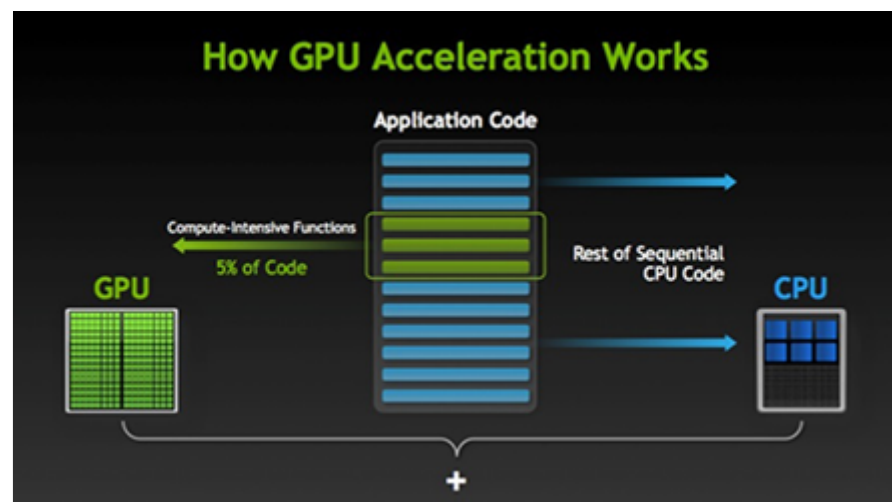 How GPU Acceleration Works
Application Code
Compute-Intensive Functions
5% of Code
Rest of Sequential
CPU Code
GPU
CPU
+